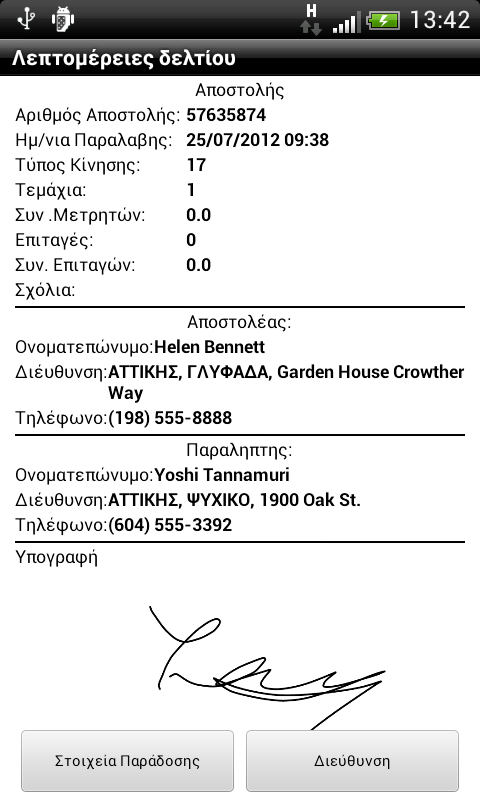 H 13:42
Λεπτομέρειες δελτίου
Αποστολής
Αριθμός Αποστολής: 57635874
Ημ/νια Παραλαβης: 25/07/2012 09:38
Τύπος Κίνησης: 17
Τεμάχια: 1
Συν .Μετρητών: 0.0
Επιταγές: 0
Συν. Επιταγών: 0.0
Σχόλια:
Αποστολέας:
Ονοματεπώνυμο:Helen Bennett
Διέυθυνση:ΑΤΤΙΚΗΣ, ΓΛΥΦΑΔΑ, Garden House Crowther
Way
Τηλέφωνο:(198) 555-8888
Παραληπτης:
Ονοματεπώνυμο:Yoshi Tannamuri
Διέυθυνση:ΑΤΤΙΚΗΣ, ΨΥΧΙΚΟ, 1900 Oak St.
Τηλέφωνο:(604) 555-3392
Υπογραφή
Στοιχεία Παράδοσης Διεύθυνση